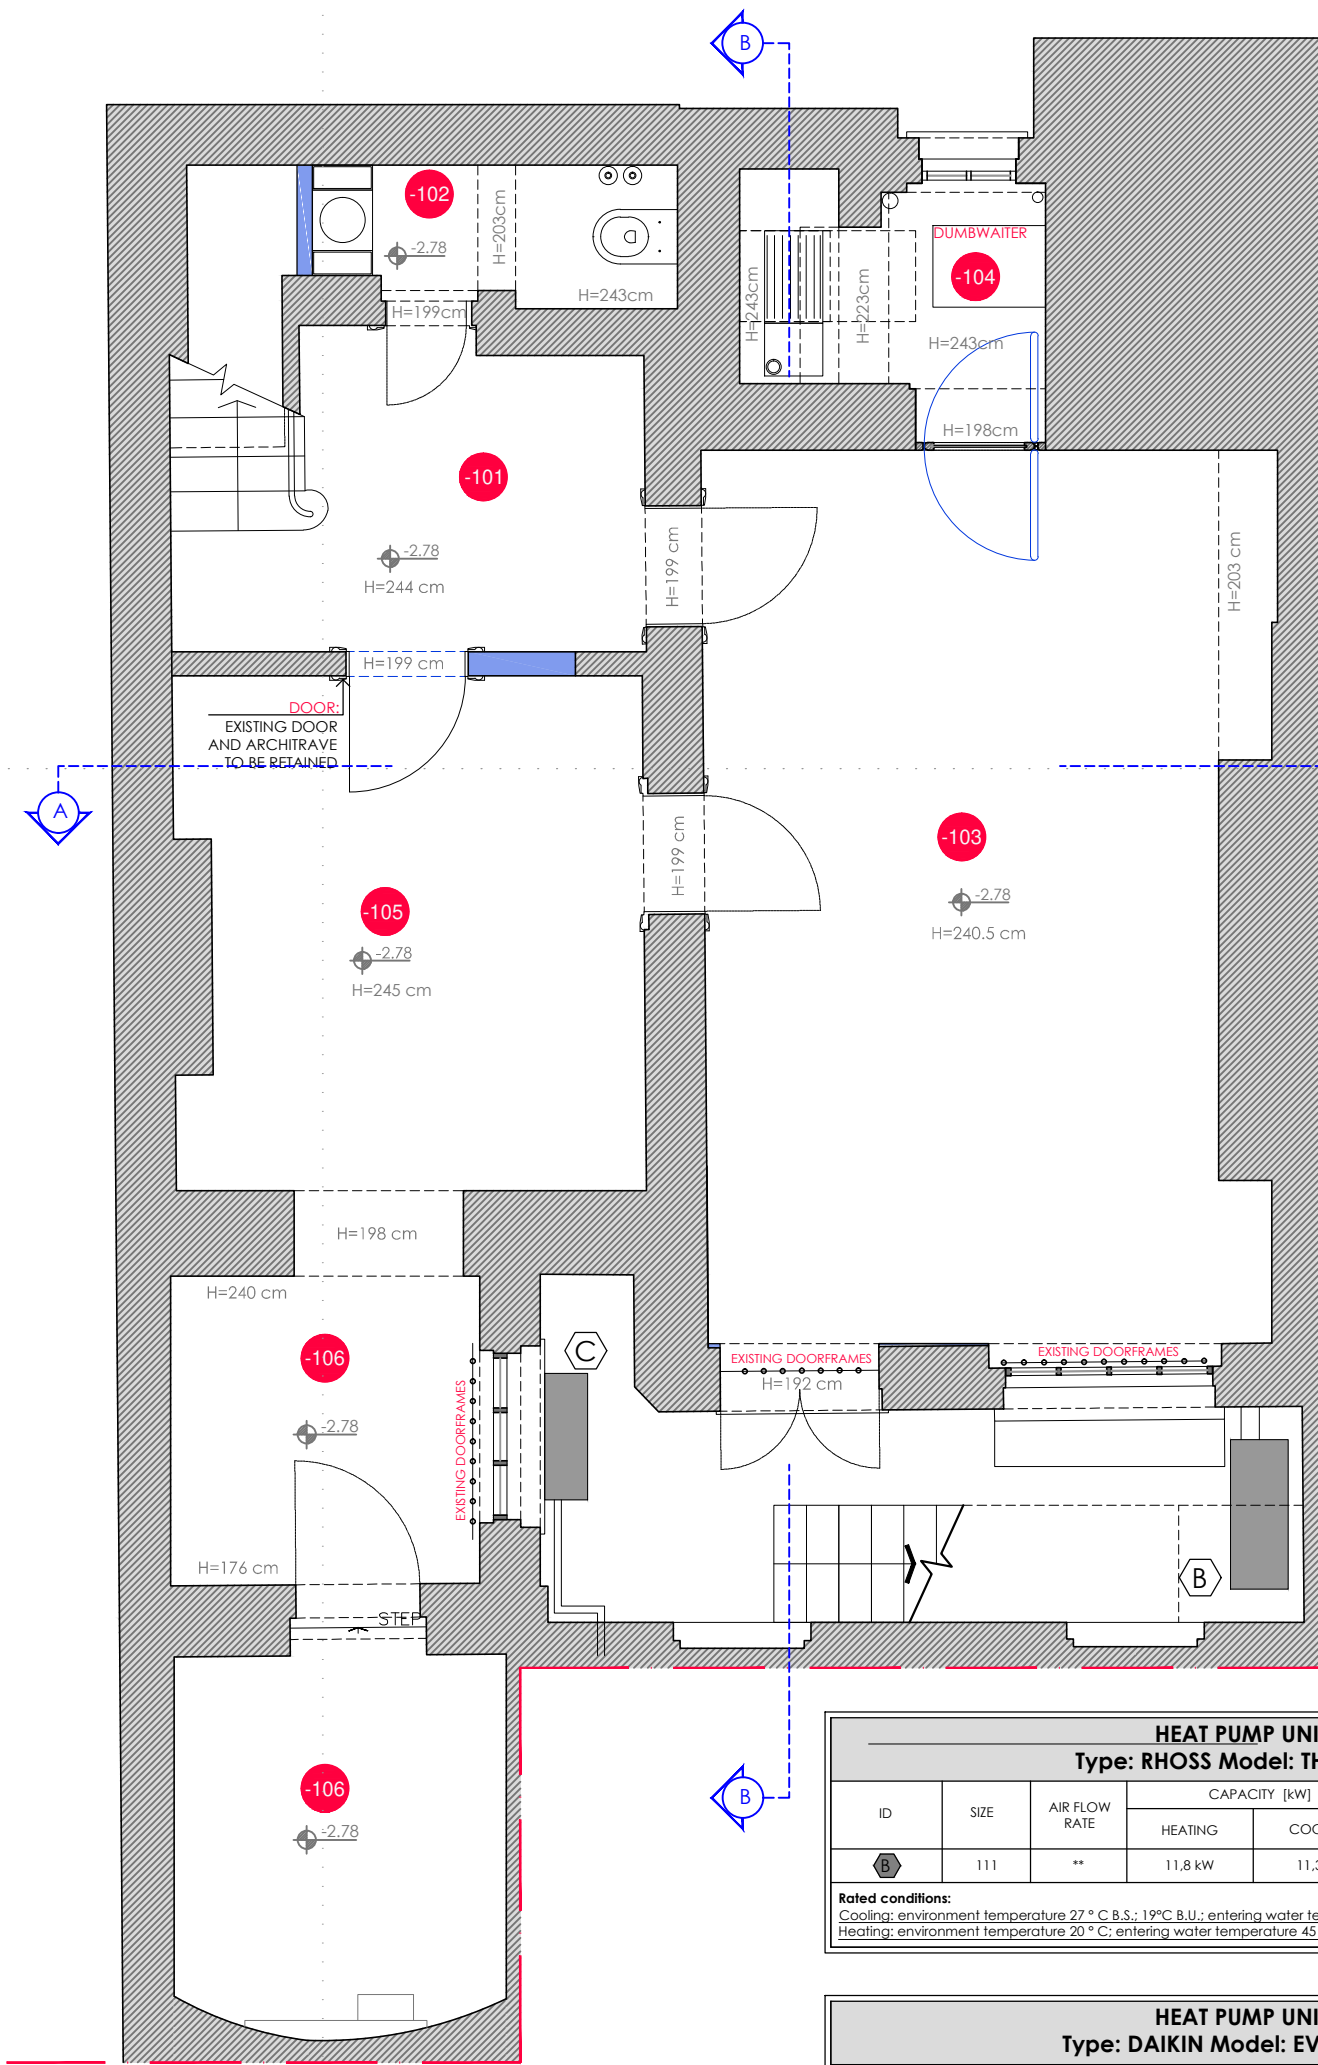 B
-102
H=203cm
-2.78
H=243cm
H=199cm
DUMBWAITER
-104
H=243cm
H=223cm
H=243cm
H=198cm
-101
-2.78
H=244 cm
H=199 cm
H=203 cm
H=199 cm
DOOR:
EXISTING DOOR
AND ARCHITRAVE
TO BE RETAINED
A
H=199 cm
-103
-2.78
H=240.5 cm
-105
-2.78
H=245 cm
H=198 cm
H=240 cm
-106
C
EXISTING DOORFRAMES
EXISTING DOORFRAMES
H=192 cm
-2.78
EXISTING DOORFRAMES
H=176 cm
B
STEP
-106
-2.78
B
HEAT PUMP UNI
Type: RHOSS Model: TH
ID
SIZE
AIR FLOW
RATE
CAPACITY [kW]
HEATING
COO
B
111
**
11,8 kW
11,3
Rated conditions:
Cooling: environment temperature 27 ° C B.S.; 19°C B.U.; entering water te
Heating: environment temperature 20 ° C; entering water temperature 45
HEAT PUMP UNI
Type: DAIKIN Model: EV